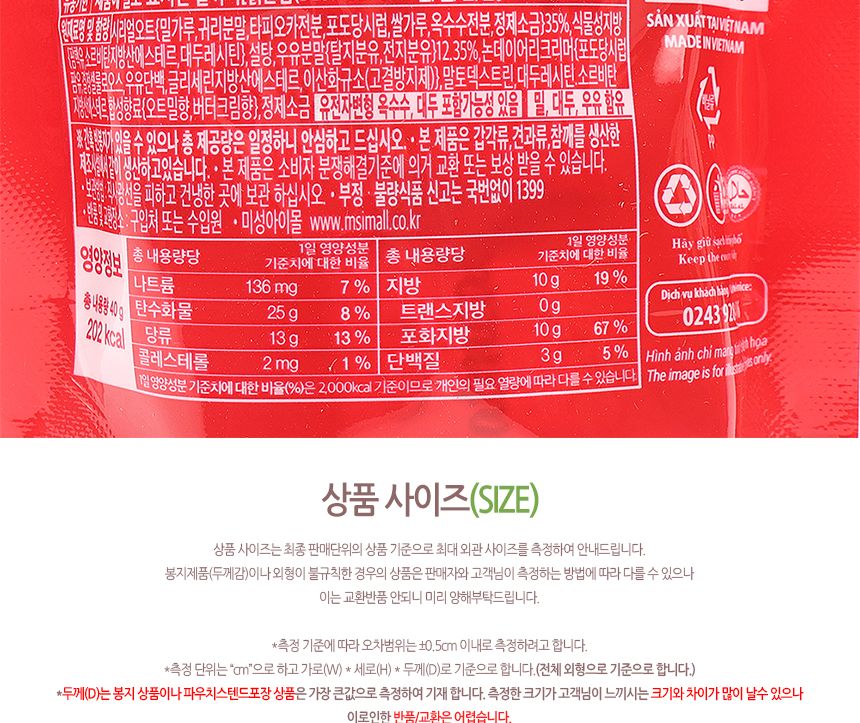 원재료명 및 함량 시리얼오트{밀가루,귀리분말,타피오카전분,포도당시럽,쌀가루,옥수수전분,정제소금}35%,식물성지방
소르비탄지방산에스테르,대두레시틴},설탕,우유분말{탈지분유,전지분유}12.35%,논데이어리크리머{포도당시럽
우유단백,글리세린지방산에스테르 이산화규소(고결방지제)},말토덱스트린,대두레시틴 소르비탄
지방산에스테르,합성향료{오트밀향,버터크림향},정제소금 유전자변형 옥수수, 대두 포함가능성 있음 밀, 대두, 우유 함유
있을 수 있으나 총 제공량은 일정하니 안심하고 드십시오. · 본 제품은 갑각류,견과류,참깨를 생산한
제조시설에서 같이 생산하고있습니다. · 본 제품은 소비자 분쟁해결기준에 의거 교환 또는 보상 받을 수 있습니다.
· 보관방법 : 직사광선을 피하고 건냉한 곳에 보관 하십시오 · 부정 · 불량식품 신고는 국번없이 1399
· 반품 및 교환장소 : 구입처 또는 수입원 · 미성아이몰 www.msimall.co.kr
영양정보
총 내용량 40 g
202 kcal
총 내용량당 1일 영양성분 기준치에 대한 비율 총 내용량당 1일 영양성분 기준치에 대한 비율
나트륨 136 mg 7 % 지방 10 g 19 %
탄수화물 25 g 8 % 트랜스지방 0 g
당류 13 g 13 % 포화지방 10 g 67 %
콜레스테롤 2 mg 1 % 단백질 3 g 5 %
1일 영양성분 기준치에 대한 비율(%)은 2,000kcal 기준이므로 개인의 필요 열량에 따라 다를 수 있습니다.
SẢN XUẤT TẠI VIỆT NAM
MADE IN VIETNAM
PP
Hãy giữ sạch
Keep the
Dịch vụ khách hàng
0243
Hình ảnh chỉ mang
The image is for only.
상품 사이즈(SIZE)
상품 사이즈는 최종 판매단위의 상품 기준으로 최대 외관 사이즈를 측정하여 안내드립니다.
봉지제품(두께감)이나 외형이 불규칙한 경우의 상품은 판매자와 고객님이 측정하는 방법에 따라 다를 수 있으나
이는 교환반품 안되니 미리 양해부탁드립니다.
*측정 기준에 따라 오차범위는 ±0.5cm 이내로 측정하려고 합니다.
*측정 단위는 “cm”으로 하고 가로(W) * 세로(H) * 두께(D)로 기준으로 합니다.(전체 외형으로 기준으로 합니다.)
*두께(D)는 봉지 상품이나 파우치스텐드포장 상품은 가장 큰값으로 측정하여 기재 합니다. 측정한 크기가 고객님이 느끼시는 크기와 차이가 많이 날수 있으나
이로인한 반품/교환은 어렵습니다.